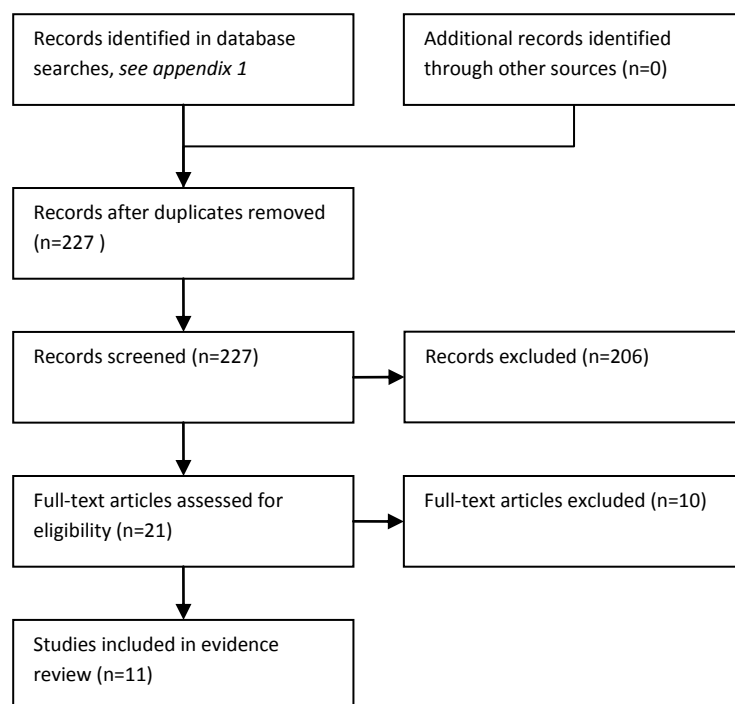 Records identified in database
searches, see appendix 1
Additional records identified
through other sources (n=0)
Records after duplicates removed
(n=227 )
Records screened (n=227)
Records excluded (n=206)
Full-text articles assessed for
eligibility (n=21)
Full-text articles excluded (n=10)
Studies included in evidence
review (n=11)